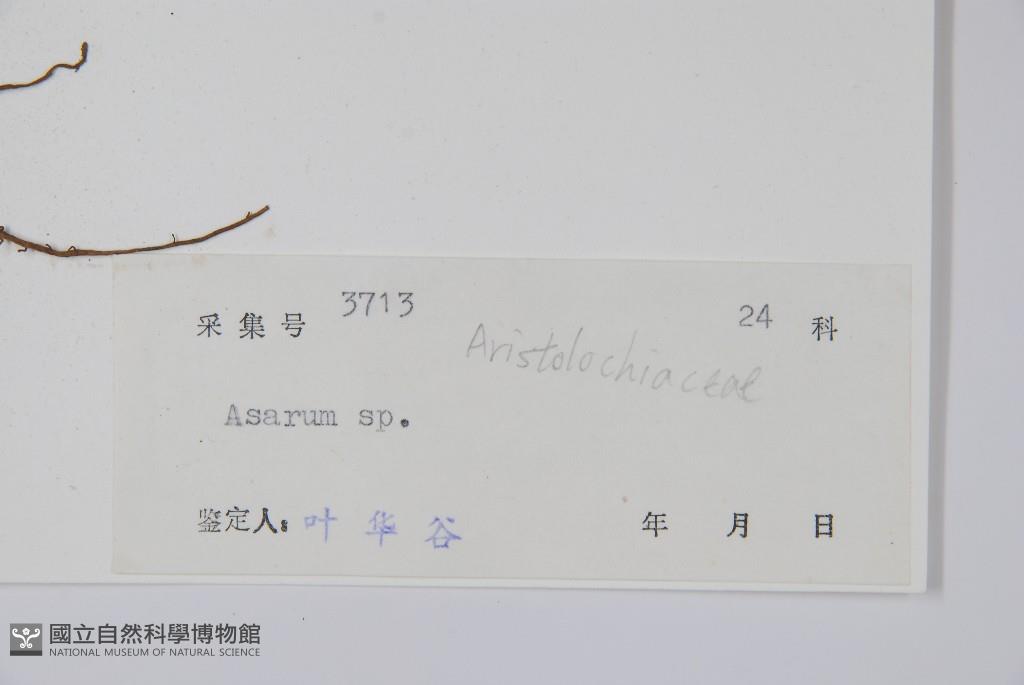 采集号 3713 24 科
Aristolochiaceae
Asarum sp.
鉴定人: 叶华谷 年 月 日
國立自然科學博物館
NATIONAL MUSEUM OF NATURAL SCIENCE